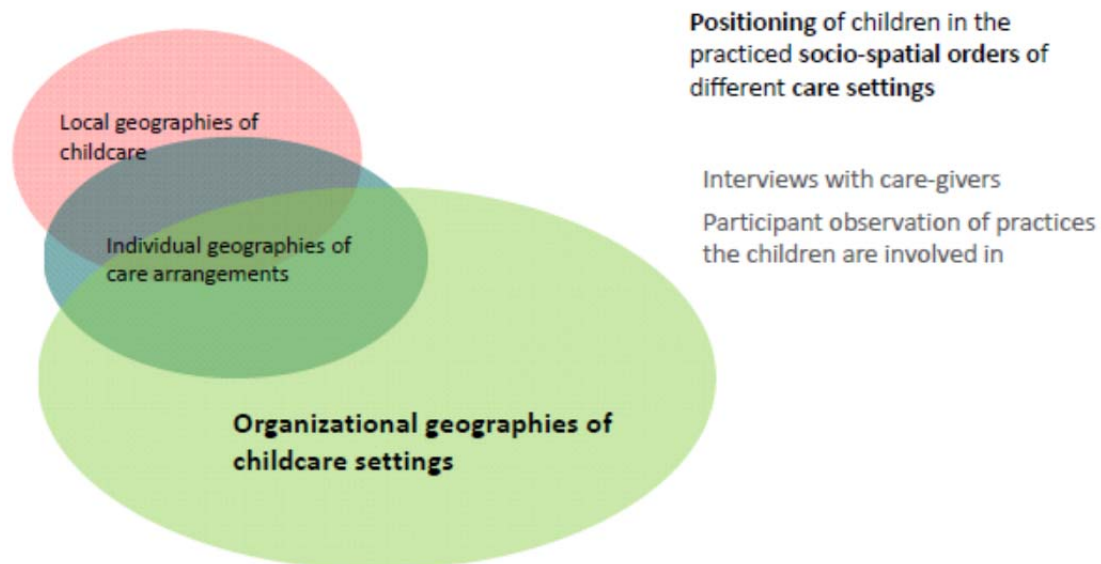 Local geographies of
childcare
Individual geographies of
care arrangements
Organizational geographies of
childcare settings
Positioning of children in the
practiced socio-spatial orders of
different care settings
Interviews with care-givers
Participant observation of practices
the children are involved in